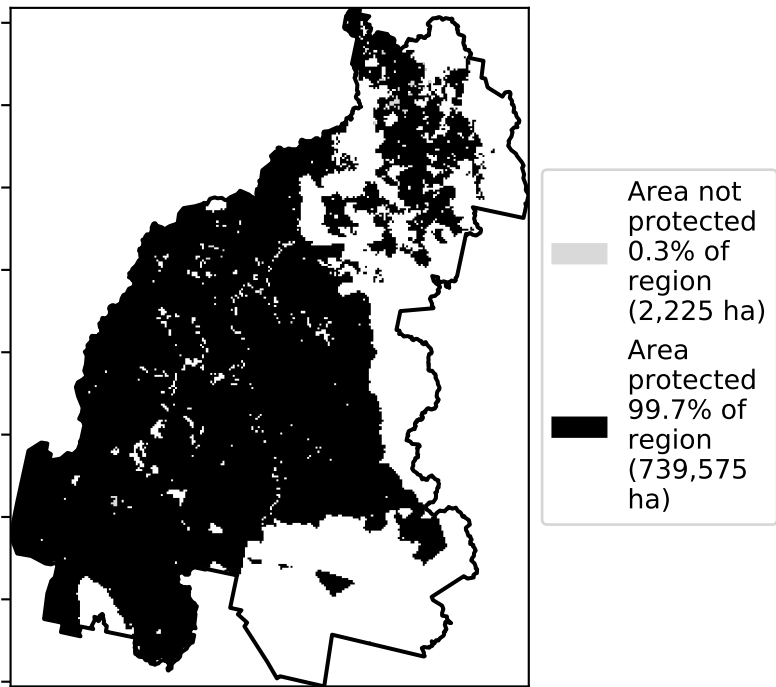 Area not
protected
0.3% of
region
(2,225 ha)
Area
protected
99.7% of
region
(739,575
ha)